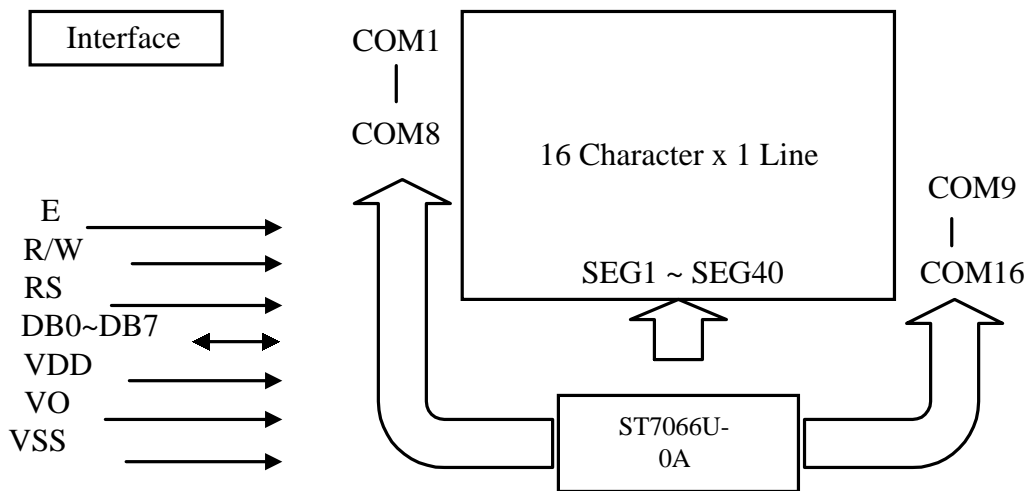 Interface
COM1
COM8
16 Character x 1 Line
SEG1 ~ SEG40
COM9
COM16
E
R/W
RS
DB0~DB7
VDD
VO
VSS
ST7066U-
0A